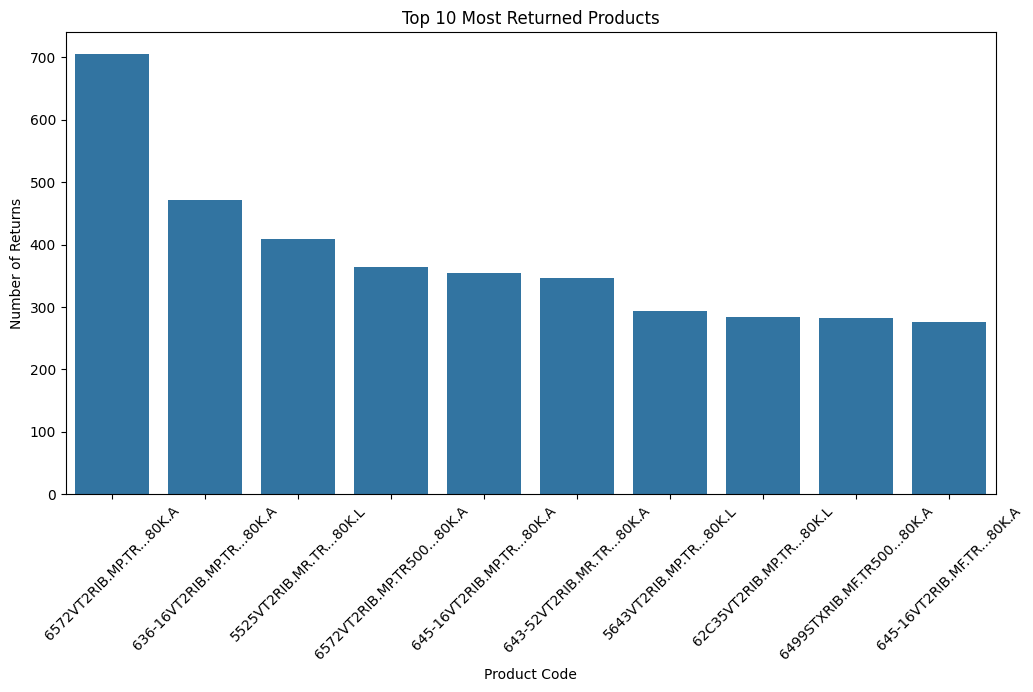 Top 10 Most Returned Products
Number of Returns
700
600
500
400
300
200
100
0
6572VT2RIB.MP.TR...80K.A
636-16VT2RIB.MP.TR...80K.A
5525VT2RIB.MR.TR...80K.L
6572VT2RIB.MP.TR500...80K.A
645-16VT2RIB.MP.TR...80K.A
643-52VT2RIB.MR.TR...80K.A
5643VT2RIB.MP.TR...80K.L
62C35VT2RIB.MP.TR...80K.L
6499STXRIB.MF.TR500...80K.A
645-16VT2RIB.MF.TR...80K.A
Product Code